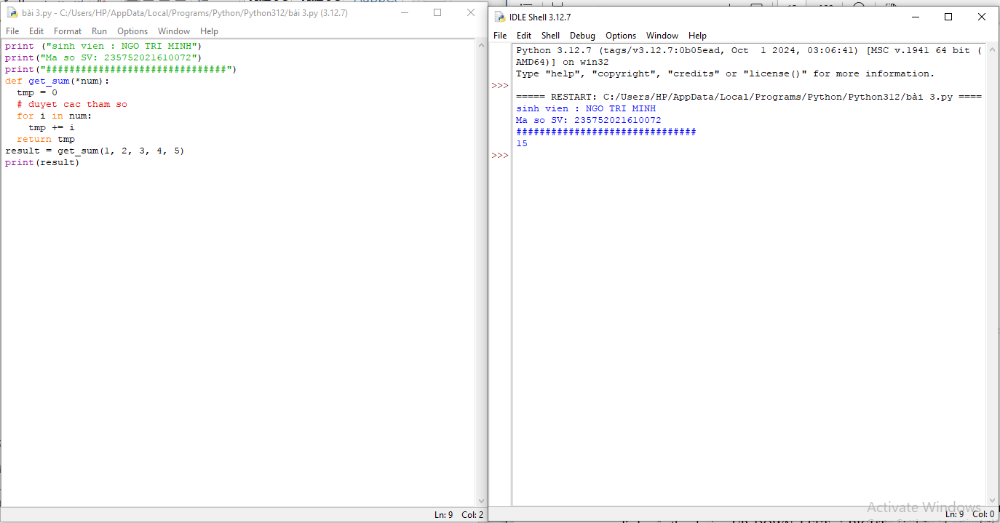 bài 3.py - C:/Users/HP/AppData/Local/Programs/Python/Python312/bài 3.py (3.12.7)
File Edit Format Run Options Window Help
print ("sinh vien : NGO TRI MINH")
print("Ma so SV: 235752021610072")
print("###############################")
def get_sum(*num):
  tmp = 0
  # duyet cac tham so
  for i in num:
    tmp += i
  return tmp
result = get_sum(1, 2, 3, 4, 5)
print(result)
Ln: 9 Col: 2
IDLE Shell 3.12.7
File Edit Shell Debug Options Window Help
Python 3.12.7 (tags/v3.12.7:0b05ead, Oct  1 2024, 03:06:41) [MSC v.1941 64 bit (
AMD64)] on win32
Type "help", "copyright", "credits" or "license()" for more information.
>>>
===== RESTART: C:/Users/HP/AppData/Local/Programs/Python/Python312/bài 3.py ====
sinh vien : NGO TRI MINH
Ma so SV: 235752021610072
###############################
15
>>>
Activate Windows
Ln: 9 Col: 0